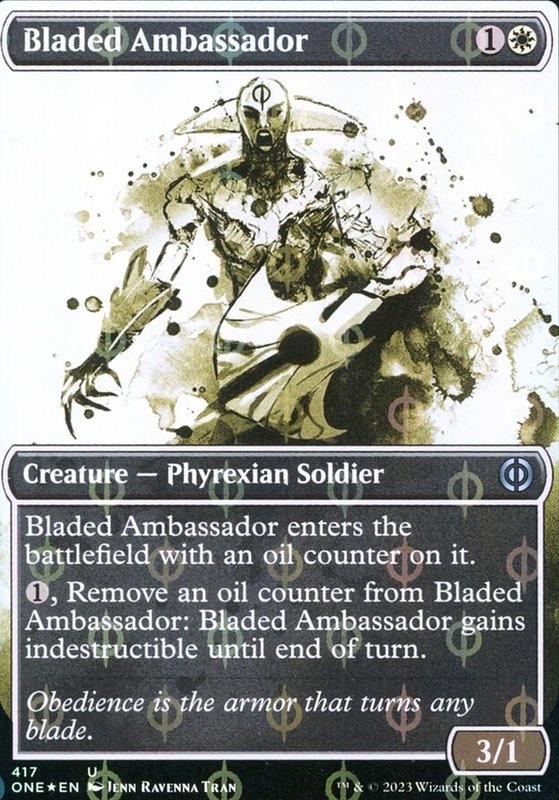 Bladed Ambassador 1
Creature — Phyrexian Soldier
Bladed Ambassador enters the
battlefield with an oil counter on it.
1, Remove an oil counter from Bladed
Ambassador: Bladed Ambassador gains
indestructible until end of turn.
Obedience is the armor that turns any
blade.
3/1
417 U
ONE★EN Jenn Ravenna Tran ™ & © 2023 Wizards of the Coast